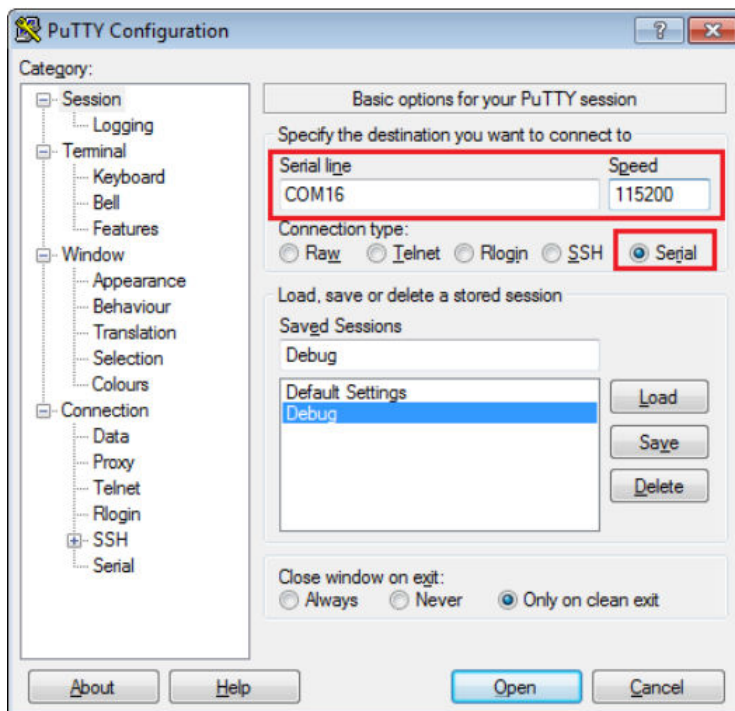 PuTTY Configuration
Category:
Session
Logging
Terminal
Keyboard
Bell
Features
Window
Appearance
Behaviour
Translation
Selection
Colours
Connection
Data
Proxy
Telnet
Rlogin
SSH
Serial
Basic options for your PuTTY session
Specify the destination you want to connect to
Serial line Speed
COM16 115200
Connection type:
Raw Telnet Rlogin SSH Serial
Load, save or delete a stored session
Saved Sessions
Debug
Default Settings
Debug
Load
Save
Delete
Close window on exit:
Always Never Only on clean exit
About Help Open Cancel